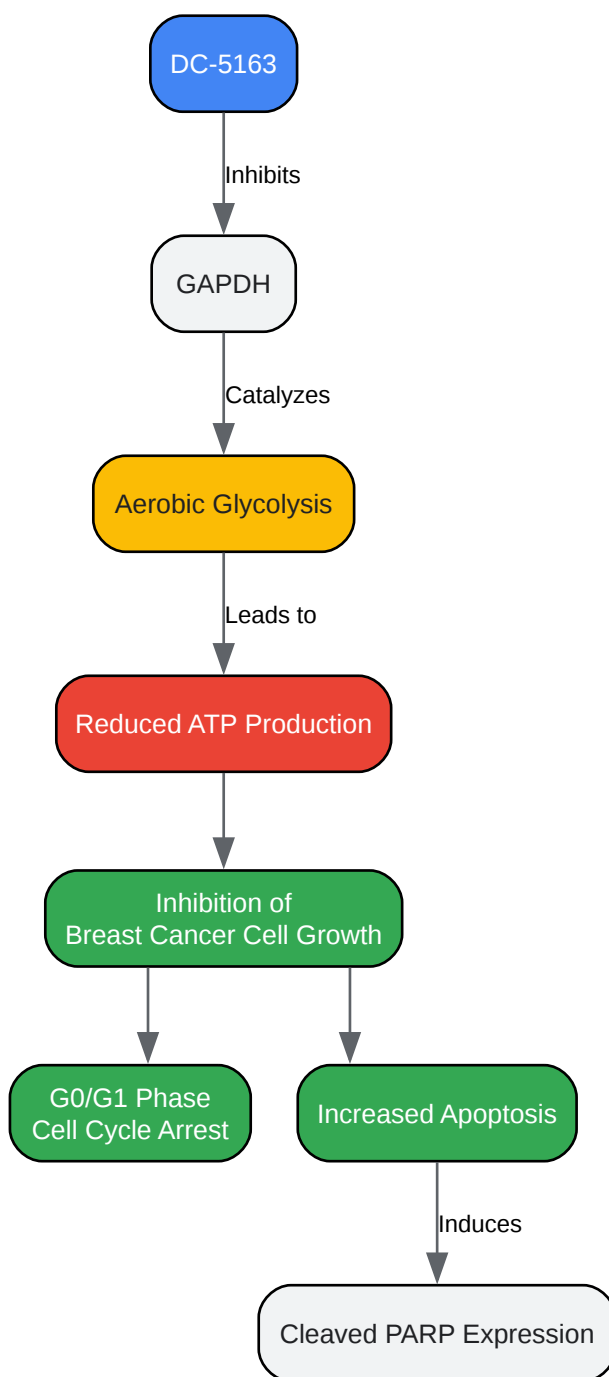 DC-5163
Inhibits
GAPDH
Catalyzes
Aerobic Glycolysis
Leads to
Reduced ATP Production
Inhibition of
Breast Cancer Cell Growth
G0/G1 Phase
Cell Cycle Arrest
Increased Apoptosis
Induces
Cleaved PARP Expression